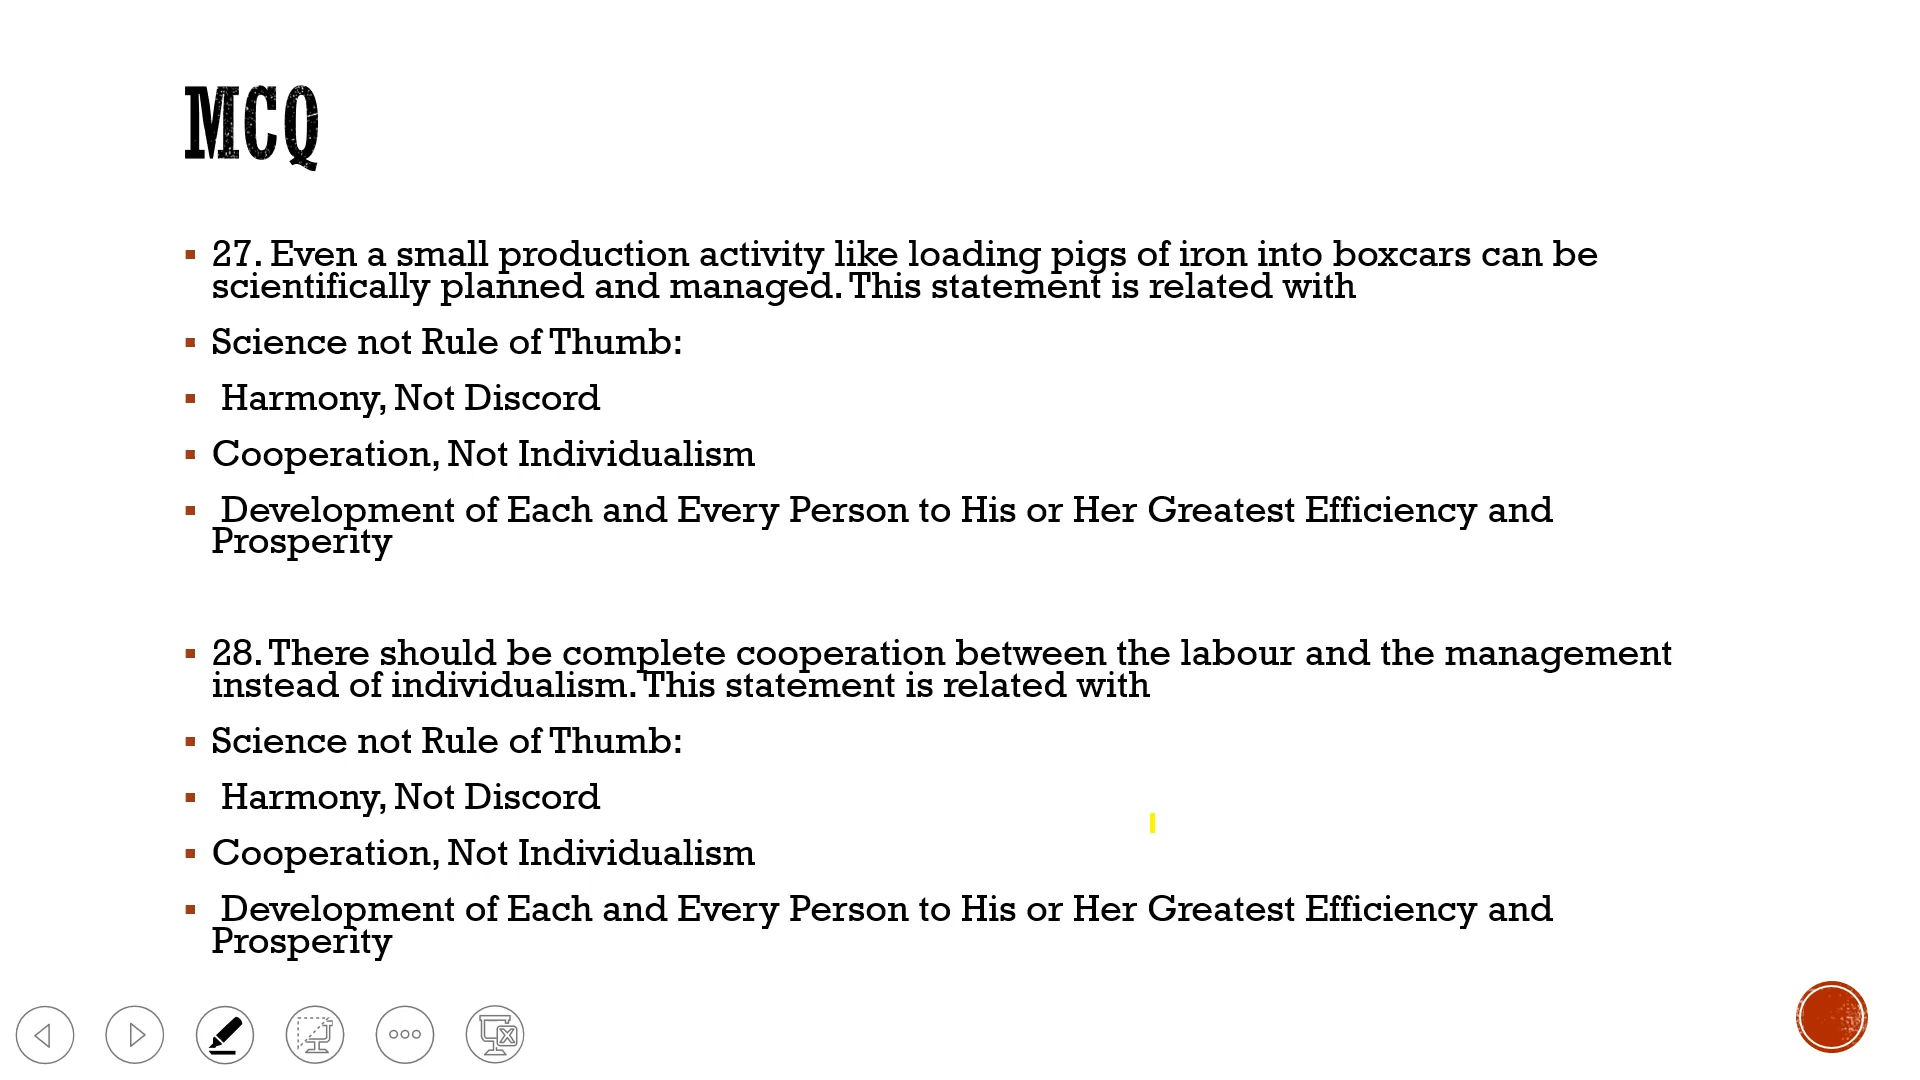 MCQ
27. Even a small production activity like loading pigs of iron into boxcars can be
scientifically planned and managed. This statement is related with
Science not Rule of Thumb:
Harmony, Not Discord
Cooperation, Not Individualism
Development of Each and Every Person to His or Her Greatest Efficiency and
Prosperity
28. There should be complete cooperation between the labour and the management
instead of individualism. This statement is related with
Science not Rule of Thumb:
Harmony, Not Discord
Cooperation, Not Individualism
Development of Each and Every Person to His or Her Greatest Efficiency and
Prosperity